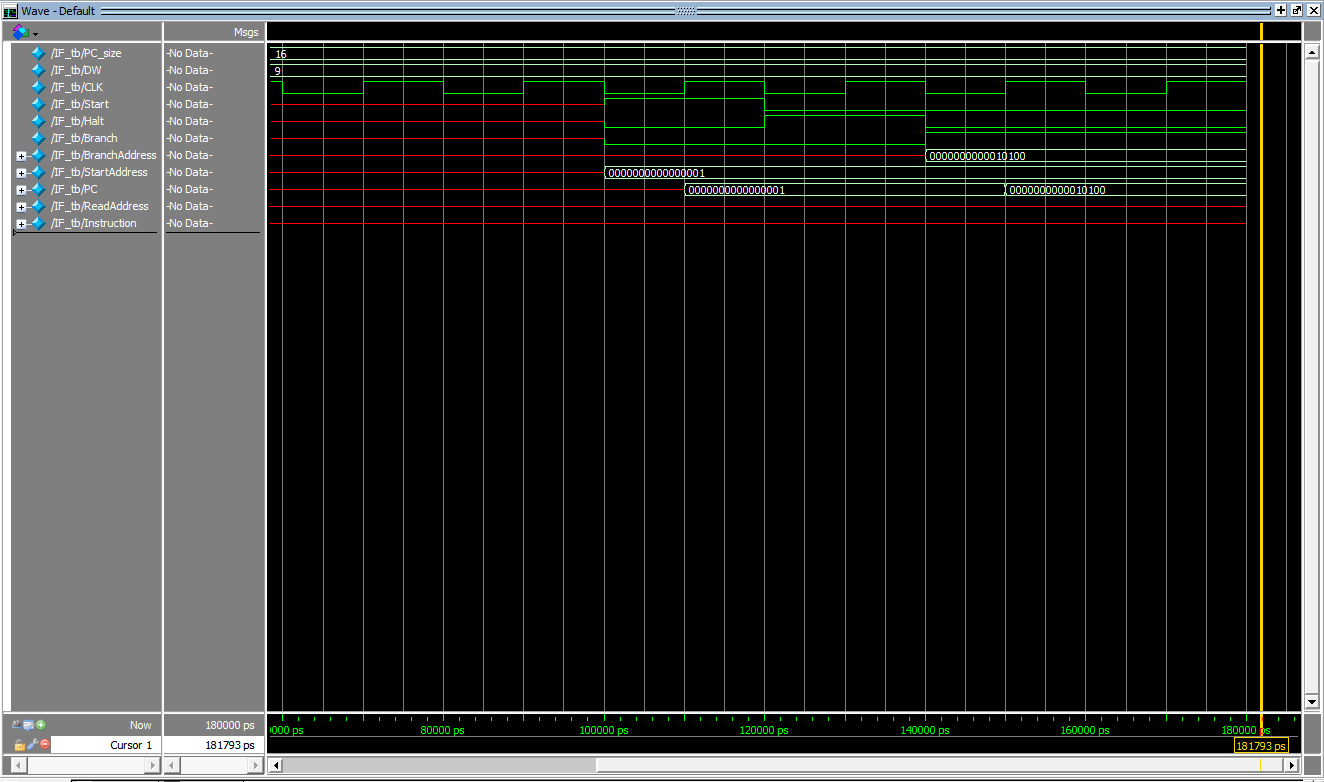 Wave - Default
Msgs
/IF_tb/PC_size -No Data- 16
/IF_tb/DW -No Data- 9
/IF_tb/CLK -No Data-
/IF_tb/Start -No Data-
/IF_tb/Halt -No Data-
/IF_tb/Branch -No Data-
/IF_tb/BranchAddress -No Data- 0000000000010100
/IF_tb/StartAddress -No Data- 0000000000000001
/IF_tb/PC -No Data- 0000000000000001 0000000000010100
/IF_tb/ReadAddress -No Data-
/IF_tb/Instruction -No Data-
Now 180000 ps 0000 ps 80000 ps 100000 ps 120000 ps 140000 ps 160000 ps 180000 ps
Cursor 1 181793 ps 181793 ps